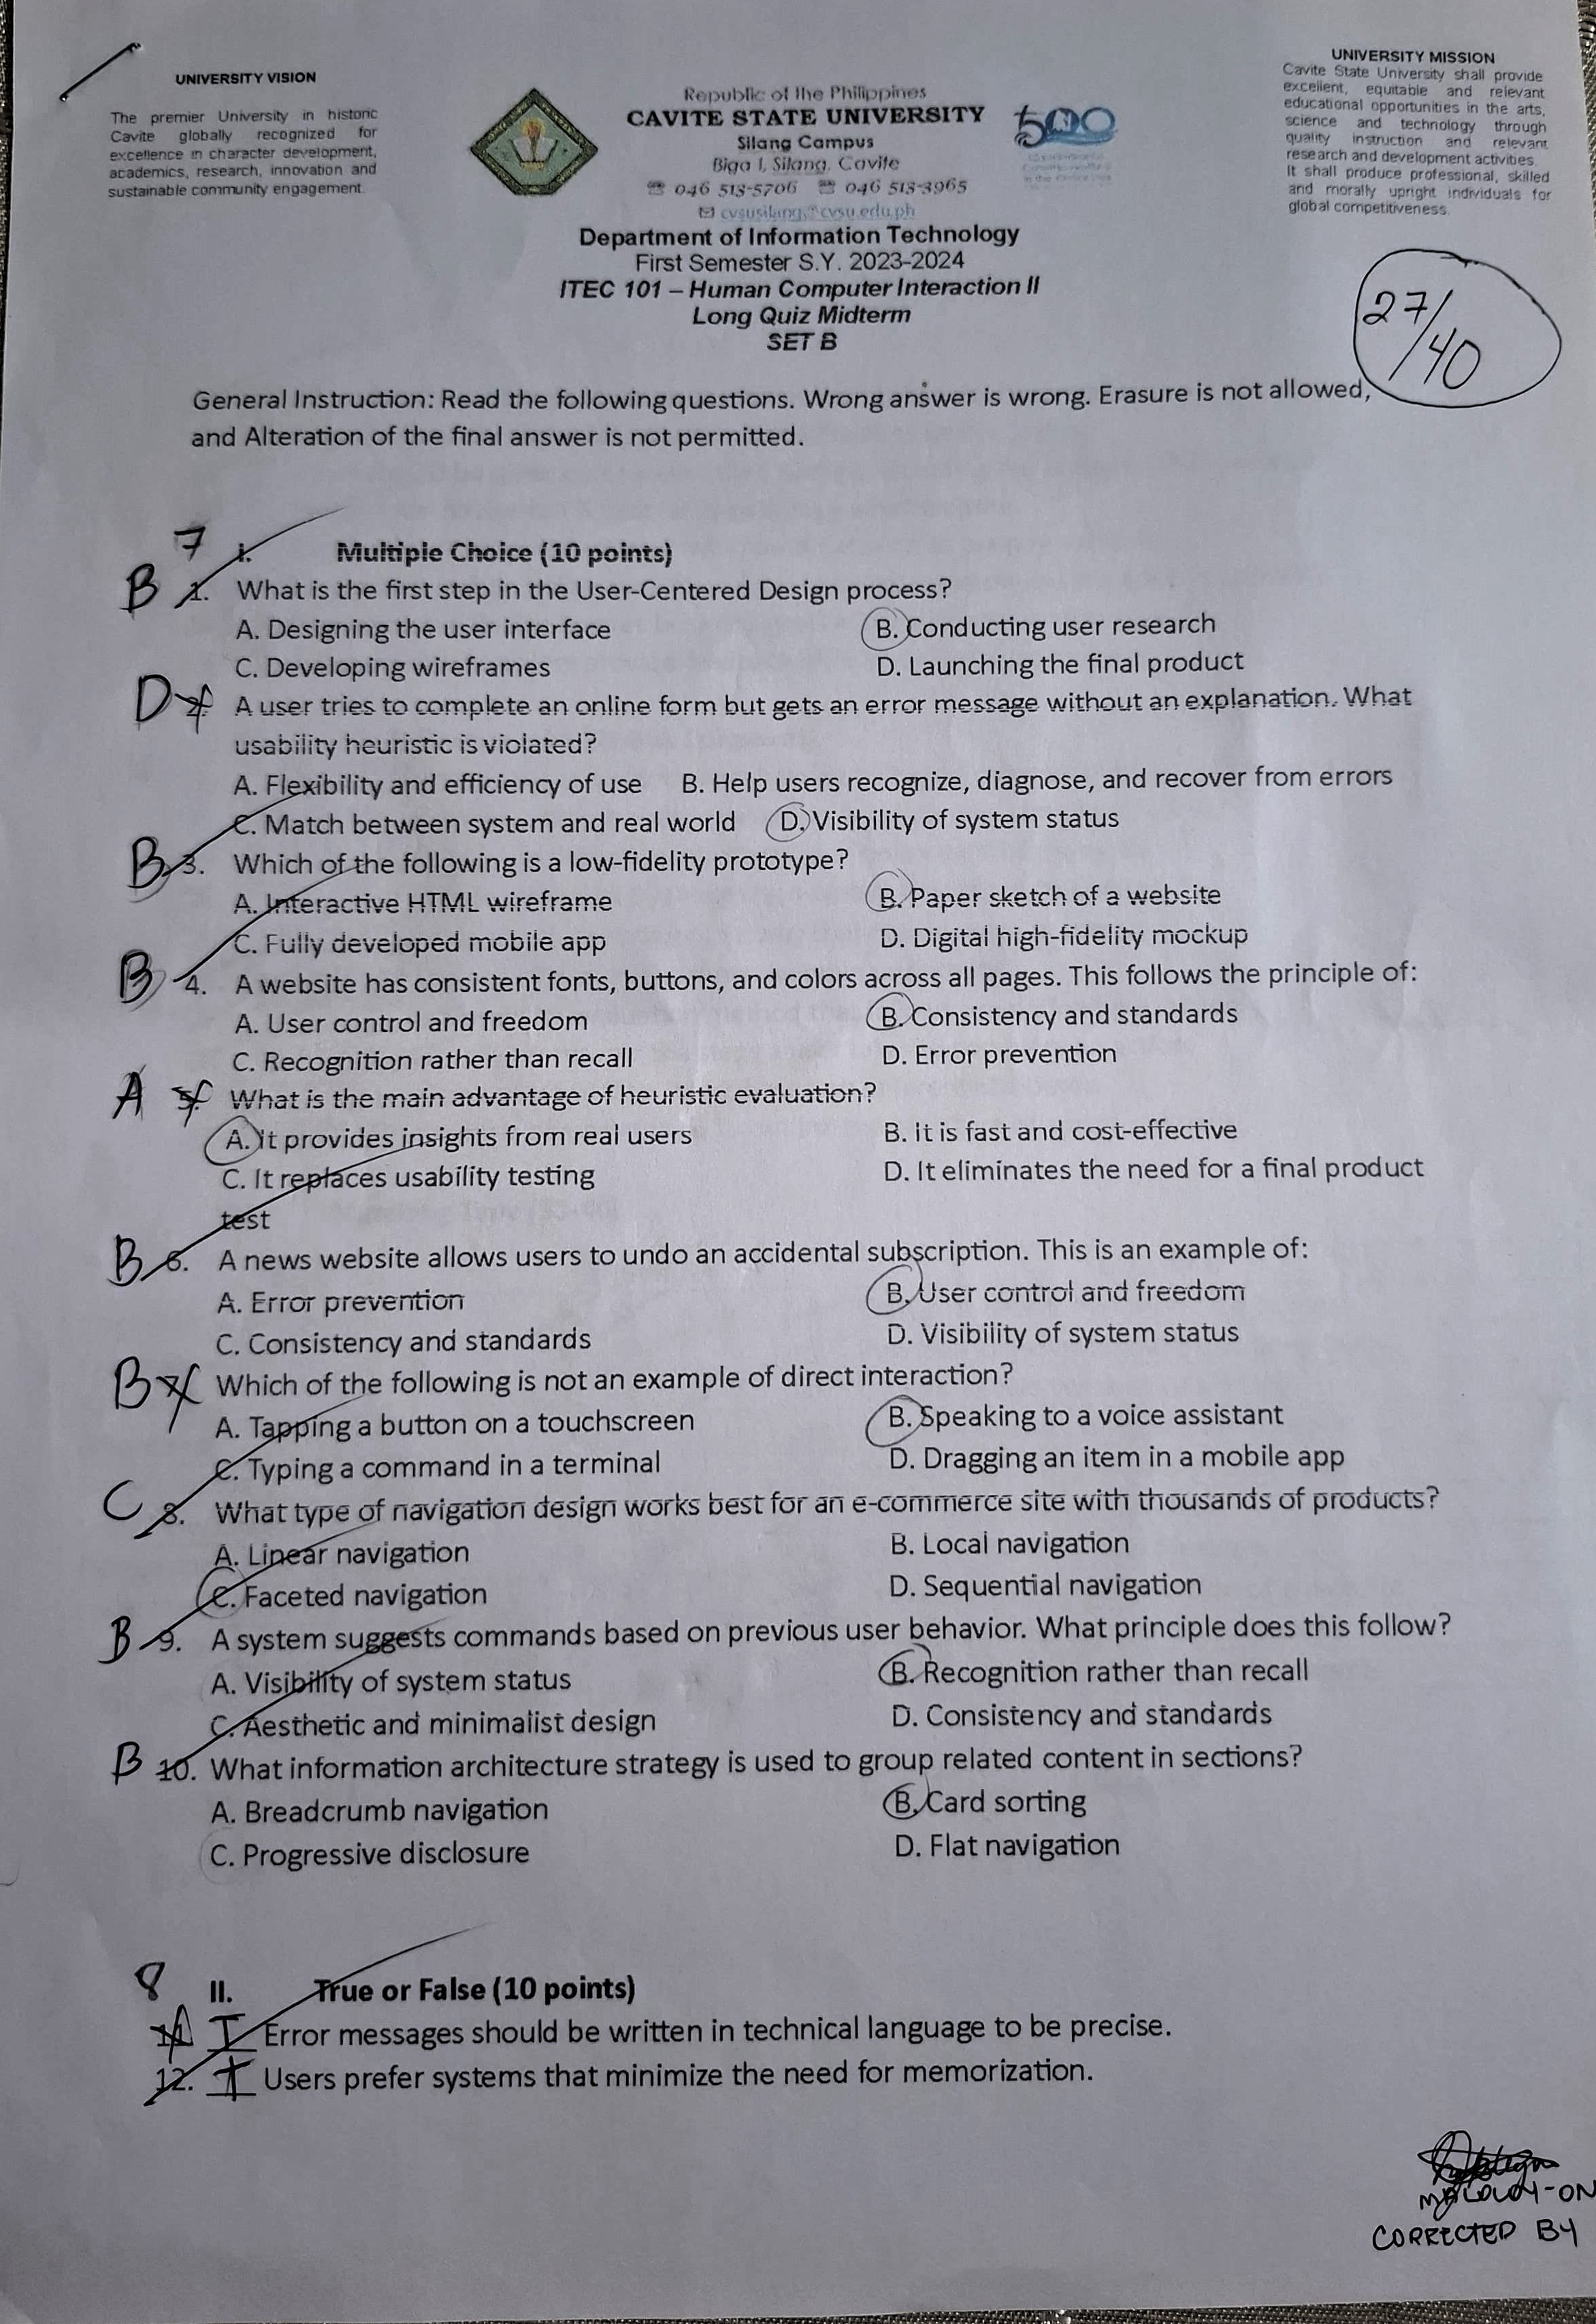 UNIVERSITY VISION
The premier University in historic
Cavite globally recognized for
excellence in character development,
academics, research, innovation and
sustainable community engagement.
Republic of the Philippines
CAVITE STATE UNIVERSITY
Silang Campus
Biga I, Silang, Cavite
☎ 046 513-5706 ☎ 046 513-3965
✉ cvsusilang@cvsu.edu.ph
500
UNIVERSITY MISSION
Cavite State University shall provide
excellent, equitable and relevant
educational opportunities in the arts,
science and technology through
quality instruction and relevant
research and development activities.
It shall produce professional, skilled
and morally upright individuals for
global competitiveness.
Department of Information Technology
First Semester S.Y. 2023-2024
ITEC 101 – Human Computer Interaction II
Long Quiz Midterm
SET B
27/40
General Instruction: Read the following questions. Wrong answer is wrong. Erasure is not allowed,
and Alteration of the final answer is not permitted.
7 I. Multiple Choice (10 points)
B 1. What is the first step in the User-Centered Design process?
A. Designing the user interface B. Conducting user research
C. Developing wireframes D. Launching the final product
D 2. A user tries to complete an online form but gets an error message without an explanation. What
usability heuristic is violated?
A. Flexibility and efficiency of use B. Help users recognize, diagnose, and recover from errors
C. Match between system and real world D. Visibility of system status
B 3. Which of the following is a low-fidelity prototype?
A. Interactive HTML wireframe B. Paper sketch of a website
C. Fully developed mobile app D. Digital high-fidelity mockup
B 4. A website has consistent fonts, buttons, and colors across all pages. This follows the principle of:
A. User control and freedom B. Consistency and standards
C. Recognition rather than recall D. Error prevention
A 5. What is the main advantage of heuristic evaluation?
A. It provides insights from real users B. It is fast and cost-effective
C. It replaces usability testing D. It eliminates the need for a final product
test
B 6. A news website allows users to undo an accidental subscription. This is an example of:
A. Error prevention B. User control and freedom
C. Consistency and standards D. Visibility of system status
B 7. Which of the following is not an example of direct interaction?
A. Tapping a button on a touchscreen B. Speaking to a voice assistant
C. Typing a command in a terminal D. Dragging an item in a mobile app
C 8. What type of navigation design works best for an e-commerce site with thousands of products?
A. Linear navigation B. Local navigation
C. Faceted navigation D. Sequential navigation
B 9. A system suggests commands based on previous user behavior. What principle does this follow?
A. Visibility of system status B. Recognition rather than recall
C. Aesthetic and minimalist design D. Consistency and standards
B 10. What information architecture strategy is used to group related content in sections?
A. Breadcrumb navigation B. Card sorting
C. Progressive disclosure D. Flat navigation
8 II. True or False (10 points)
11. T Error messages should be written in technical language to be precise.
12. T Users prefer systems that minimize the need for memorization.
CORRECTED BY